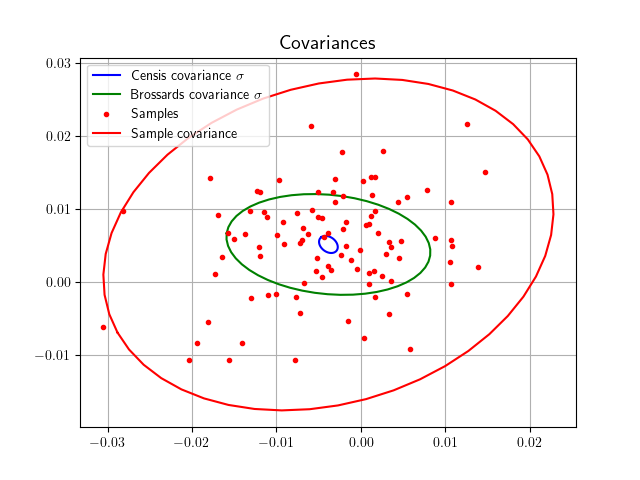 Covariances
Censis covariance σ
Brossards covariance σ
Samples
Sample covariance
0.03
0.02
0.01
0.00
−0.01
−0.03 −0.02 −0.01 0.00 0.01 0.02